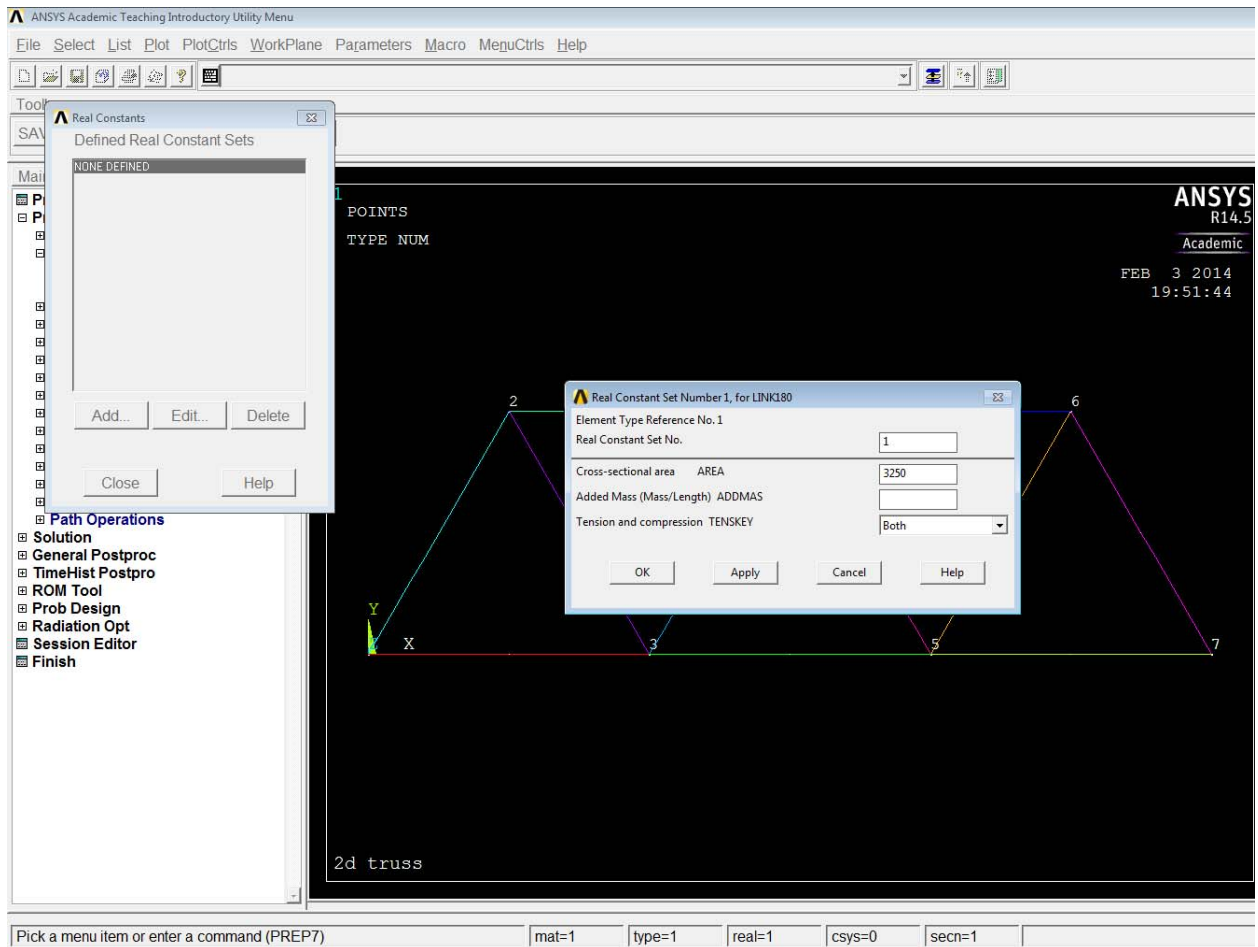 ANSYS Academic Teaching Introductory Utility Menu
File Select List Plot PlotCtrls WorkPlane Parameters Macro MenuCtrls Help
Real Constants
Defined Real Constant Sets
NONE DEFINED
Add... Edit... Delete
Close Help
Path Operations
Solution
General Postproc
TimeHist Postpro
ROM Tool
Prob Design
Radiation Opt
Session Editor
Finish
1
POINTS
TYPE NUM
ANSYS
R14.5
Academic
FEB 3 2014
19:51:44
2
6
Real Constant Set Number 1, for LINK180
Element Type Reference No. 1
Real Constant Set No. 1
Cross-sectional area AREA 3250
Added Mass (Mass/Length) ADDMAS
Tension and compression TENSKEY Both
OK Apply Cancel Help
Y
X
3
5
7
2d truss
Pick a menu item or enter a command (PREP7) mat=1 type=1 real=1 csys=0 secn=1